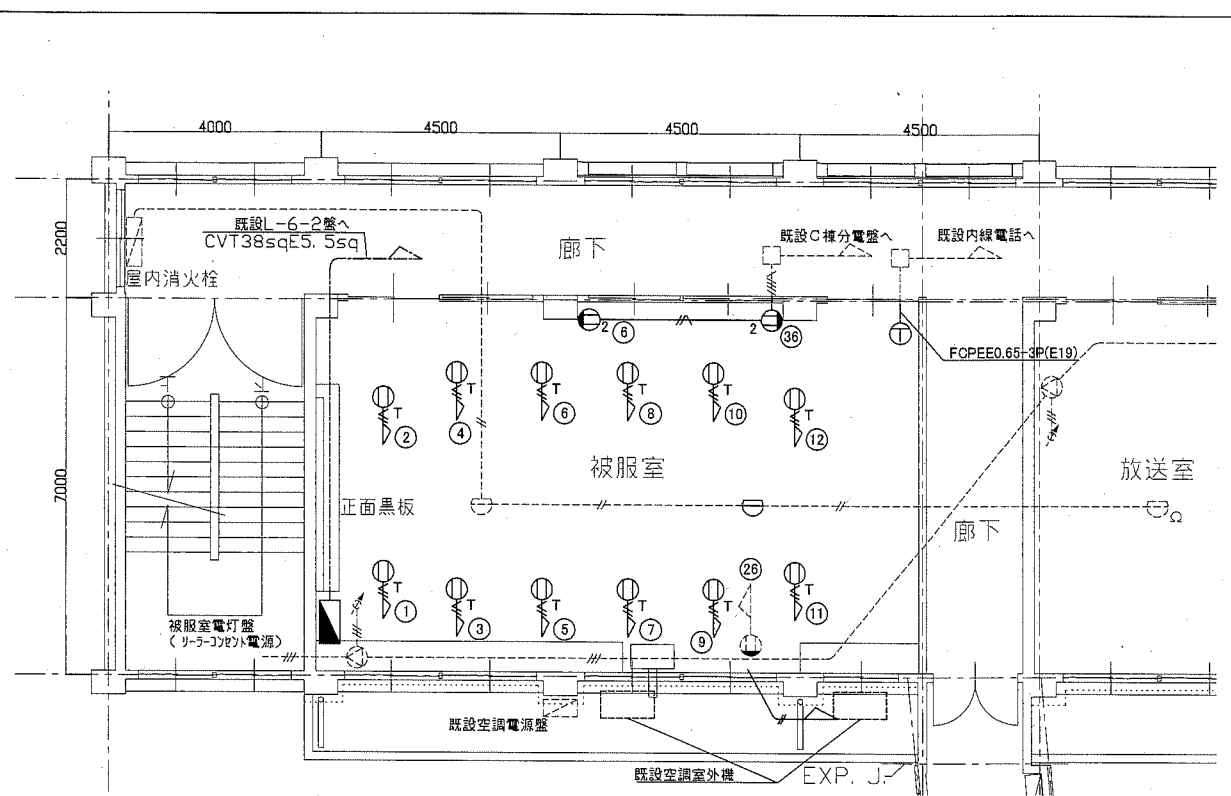 4000
4500
4500
4500
2200
既設L-6-2盤へ
CVT38sqE5.5sq
屋内消火栓
廊下
既設C棟分電盤へ
既設内線電話へ
2
6
2
36
FCPEE0.65-3P(E19)
T
2
T
4
T
6
T
8
T
10
T
12
7000
被服室
放送室
正面黒板
Ω
廊下
26
T
1
T
3
T
5
T
7
T
9
T
11
被服室電灯盤
(リーラーコンセント電源)
既設空調電源盤
既設空調室外機
EXP. J.